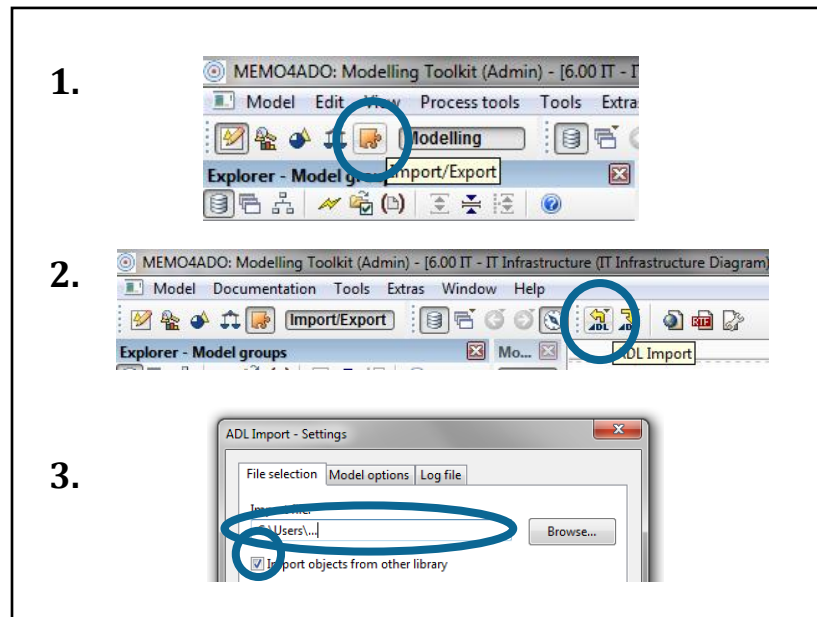 1.
MEMO4ADO: Modelling Toolkit (Admin) - [6.00 IT - I
Model Edit View Process tools Tools Extra
Modelling
Import/Export
Explorer - Model
2.
MEMO4ADO: Modelling Toolkit (Admin) - [6.00 IT - IT Infrastructure (IT Infrastructure Diagram)
Model Documentation Tools Extras Window Help
Import/Export
ADL
Explorer - Model groups
Mo...
Import
3.
ADL Import - Settings
File selection Model options Log file
\Users\...
Browse...
objects from other library